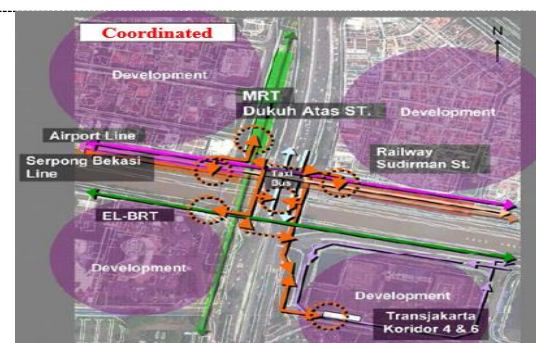 Coordinated
N
Development
Development
MRT
Dukuh Atas ST.
Airport Line
Serpong Bekasi
Line
Railway
Sudirman St.
Taxi
Bus
EL-BRT
Development
Development
Transjakarta
Koridor 4 & 6